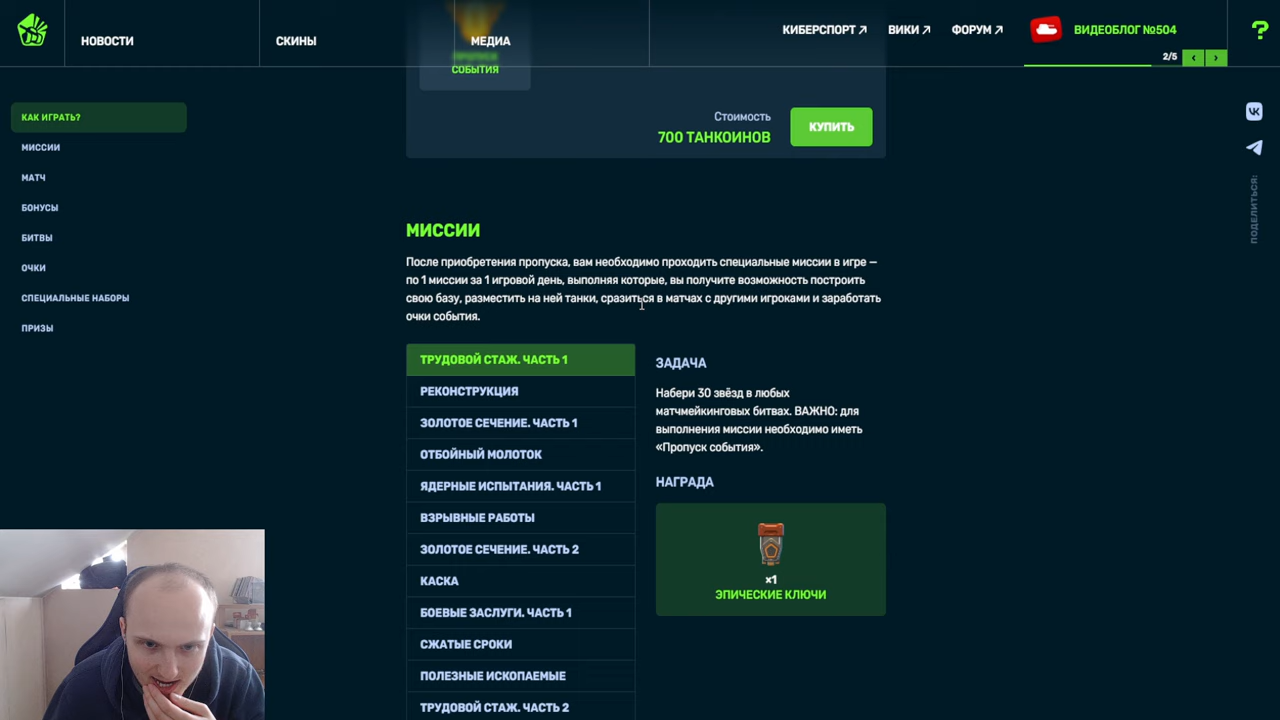 НОВОСТИ
СКИНЫ
МЕДИА
КИБЕРСПОРТ ↗
ВИКИ ↗
ФОРУМ ↗
ВИДЕОБЛОГ №504
?
2/5
ПРОПУСК
СОБЫТИЯ
Стоимость
700 ТАНКОИНОВ
КУПИТЬ
КАК ИГРАТЬ?
МИССИИ
МАТЧ
БОНУСЫ
БИТВЫ
ОЧКИ
СПЕЦИАЛЬНЫЕ НАБОРЫ
ПРИЗЫ
ПОДЕЛИТЬСЯ:
МИССИИ
После приобретения пропуска, вам необходимо проходить специальные миссии в игре —
по 1 миссии за 1 игровой день, выполняя которые, вы получите возможность построить
свою базу, разместить на ней танки, сразиться в матчах с другими игроками и заработать
очки события.
ТРУДОВОЙ СТАЖ. ЧАСТЬ 1
РЕКОНСТРУКЦИЯ
ЗОЛОТОЕ СЕЧЕНИЕ. ЧАСТЬ 1
ОТБОЙНЫЙ МОЛОТОК
ЯДЕРНЫЕ ИСПЫТАНИЯ. ЧАСТЬ 1
ВЗРЫВНЫЕ РАБОТЫ
ЗОЛОТОЕ СЕЧЕНИЕ. ЧАСТЬ 2
КАСКА
БОЕВЫЕ ЗАСЛУГИ. ЧАСТЬ 1
СЖАТЫЕ СРОКИ
ПОЛЕЗНЫЕ ИСКОПАЕМЫЕ
ТРУДОВОЙ СТАЖ. ЧАСТЬ 2
ЗАДАЧА
Набери 30 звёзд в любых
матчмейкинговых битвах. ВАЖНО: для
выполнения миссии необходимо иметь
«Пропуск события».
НАГРАДА
×1
ЭПИЧЕСКИЕ КЛЮЧИ